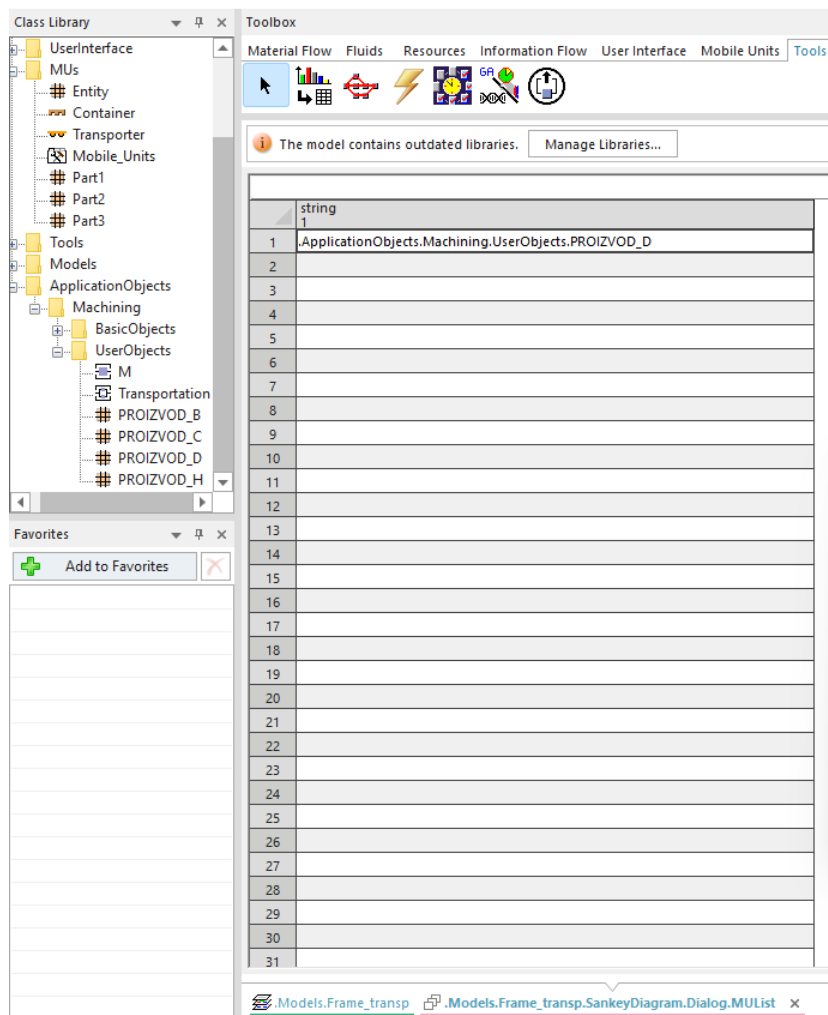 Class Library
UserInterface
MUs
Entity
Container
Transporter
Mobile_Units
Part1
Part2
Part3
Tools
Models
ApplicationObjects
Machining
BasicObjects
UserObjects
M
Transportation
PROIZVOD_B
PROIZVOD_C
PROIZVOD_D
PROIZVOD_H
Favorites
Add to Favorites
Toolbox
Material Flow Fluids Resources Information Flow User Interface Mobile Units Tools
GA
The model contains outdated libraries. Manage Libraries...
string
1
1 .ApplicationObjects.Machining.UserObjects.PROIZVOD_D
2
3
4
5
6
7
8
9
10
11
12
13
14
15
16
17
18
19
20
21
22
23
24
25
26
27
28
29
30
31
.Models.Frame_transp .Models.Frame_transp.SankeyDiagram.Dialog.MUList